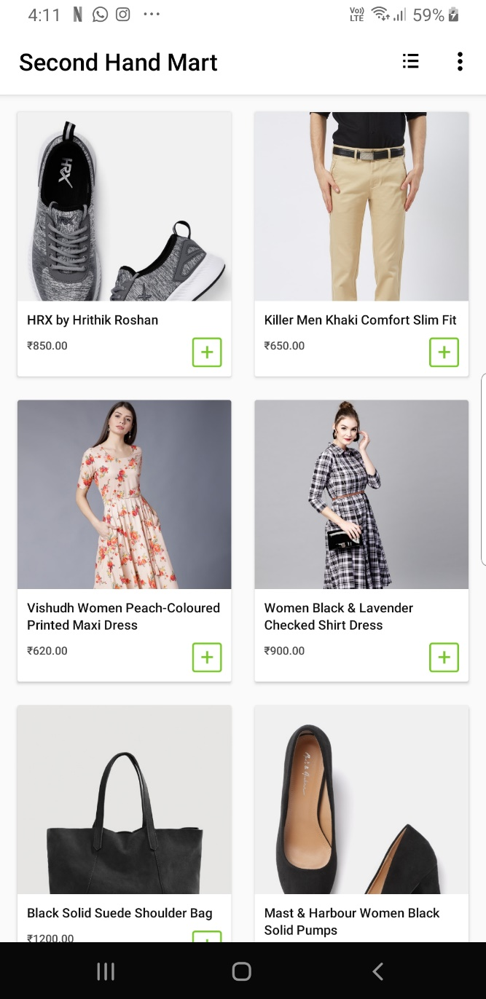 4:11
Vo))
LTE
59%
Second Hand Mart
HRX
HRX by Hrithik Roshan
₹850.00
Killer Men Khaki Comfort Slim Fit
₹650.00
Vishudh Women Peach-Coloured
Printed Maxi Dress
₹620.00
Women Black & Lavender
Checked Shirt Dress
₹900.00
Black Solid Suede Shoulder Bag
₹1200.00
Mast & Harbour Women Black
Solid Pumps